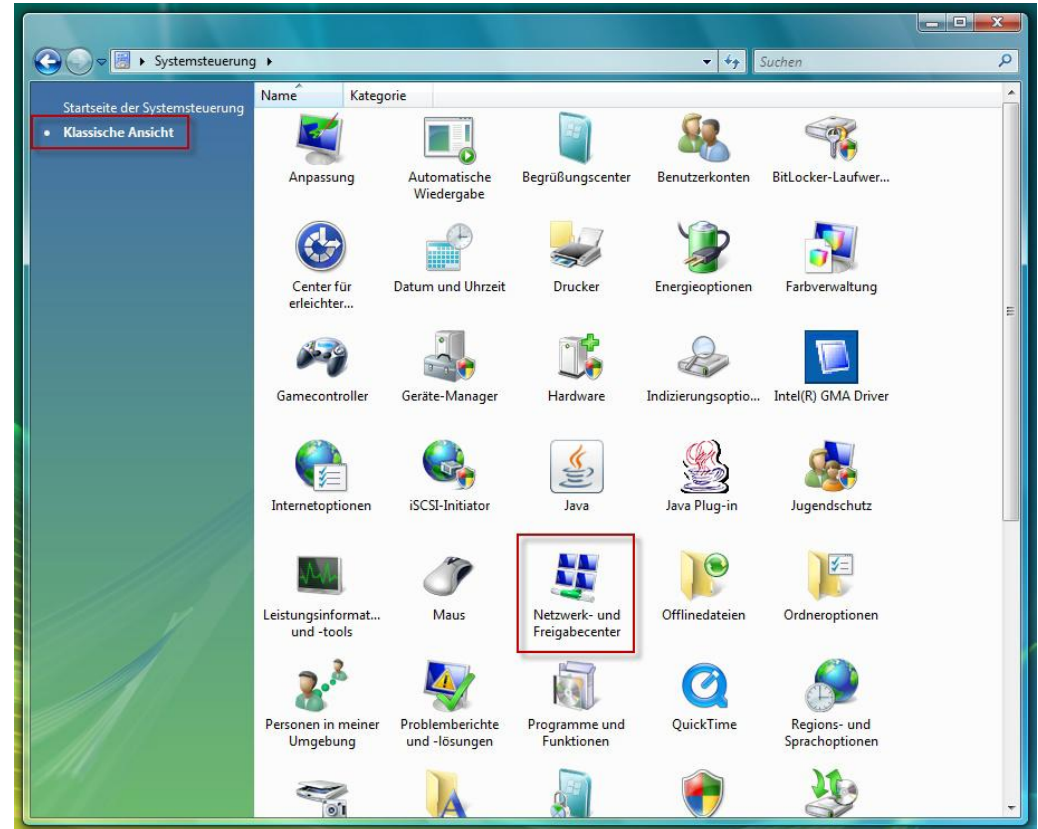 Systemsteuerung
Suchen
Startseite der Systemsteuerung
Klassische Ansicht
Name Kategorie
Anpassung
Automatische
Wiedergabe
Begrüßungscenter
Benutzerkonten
BitLocker-Laufwer...
Center für
erleichter...
Datum und Uhrzeit
Drucker
Energieoptionen
Farbverwaltung
Gamecontroller
Geräte-Manager
Hardware
Indizierungsoptio...
Intel(R) GMA Driver
Internetoptionen
iSCSI-Initiator
Java
Java Plug-in
Jugendschutz
Leistungsinformat...
und -tools
Maus
Netzwerk- und
Freigabecenter
Offlinedateien
Ordneroptionen
Personen in meiner
Umgebung
Problemberichte
und -lösungen
Programme und
Funktionen
QuickTime
Regions- und
Sprachoptionen